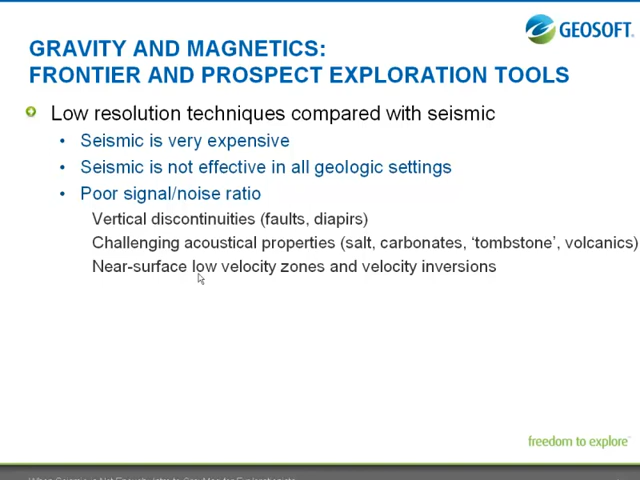 GEOSOFT
GRAVITY AND MAGNETICS:
FRONTIER AND PROSPECT EXPLORATION TOOLS
Low resolution techniques compared with seismic
• Seismic is very expensive
• Seismic is not effective in all geologic settings
• Poor signal/noise ratio
Vertical discontinuities (faults, diapirs)
Challenging acoustical properties (salt, carbonates, ‘tombstone’, volcanics)
Near-surface low velocity zones and velocity inversions
freedom to explore